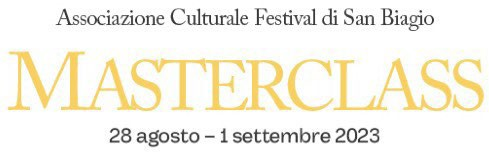 Associazione Culturale Festival di San Biagio
MASTERCLASS
28 agosto – 1 settembre 2023